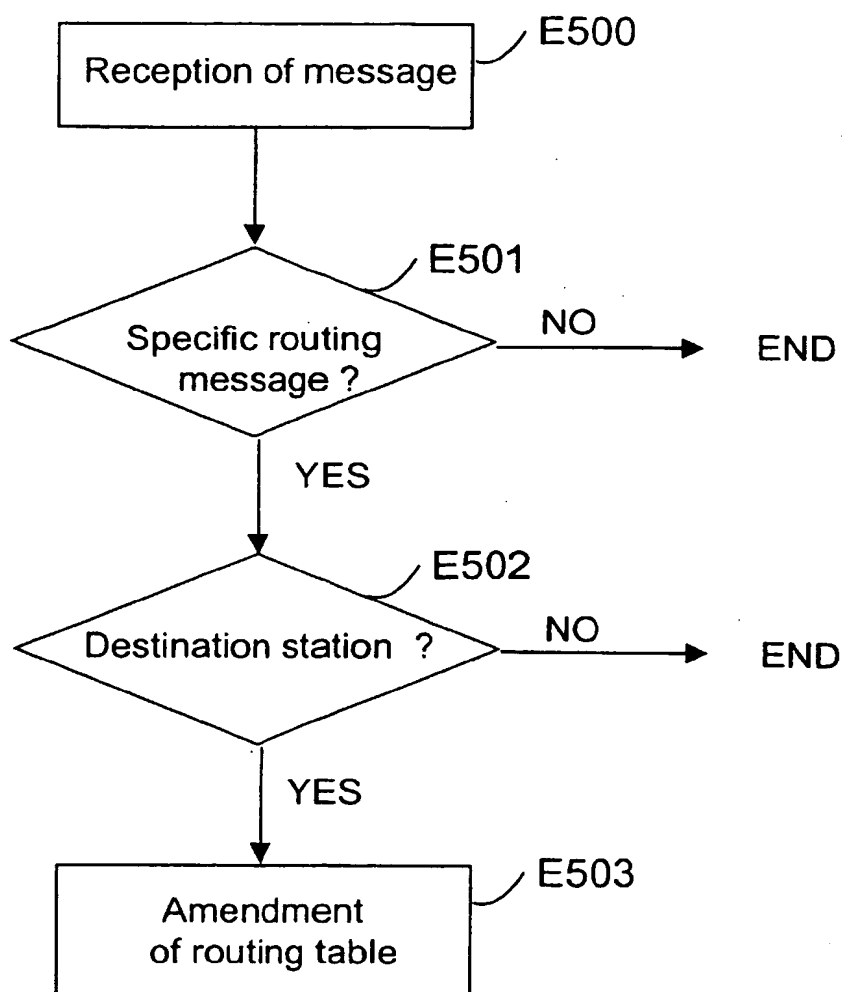 E500
Reception of message
E501
Specific routing
message ?
NO
END
YES
E502
Destination station ?
NO
END
YES
E503
Amendment
of routing table